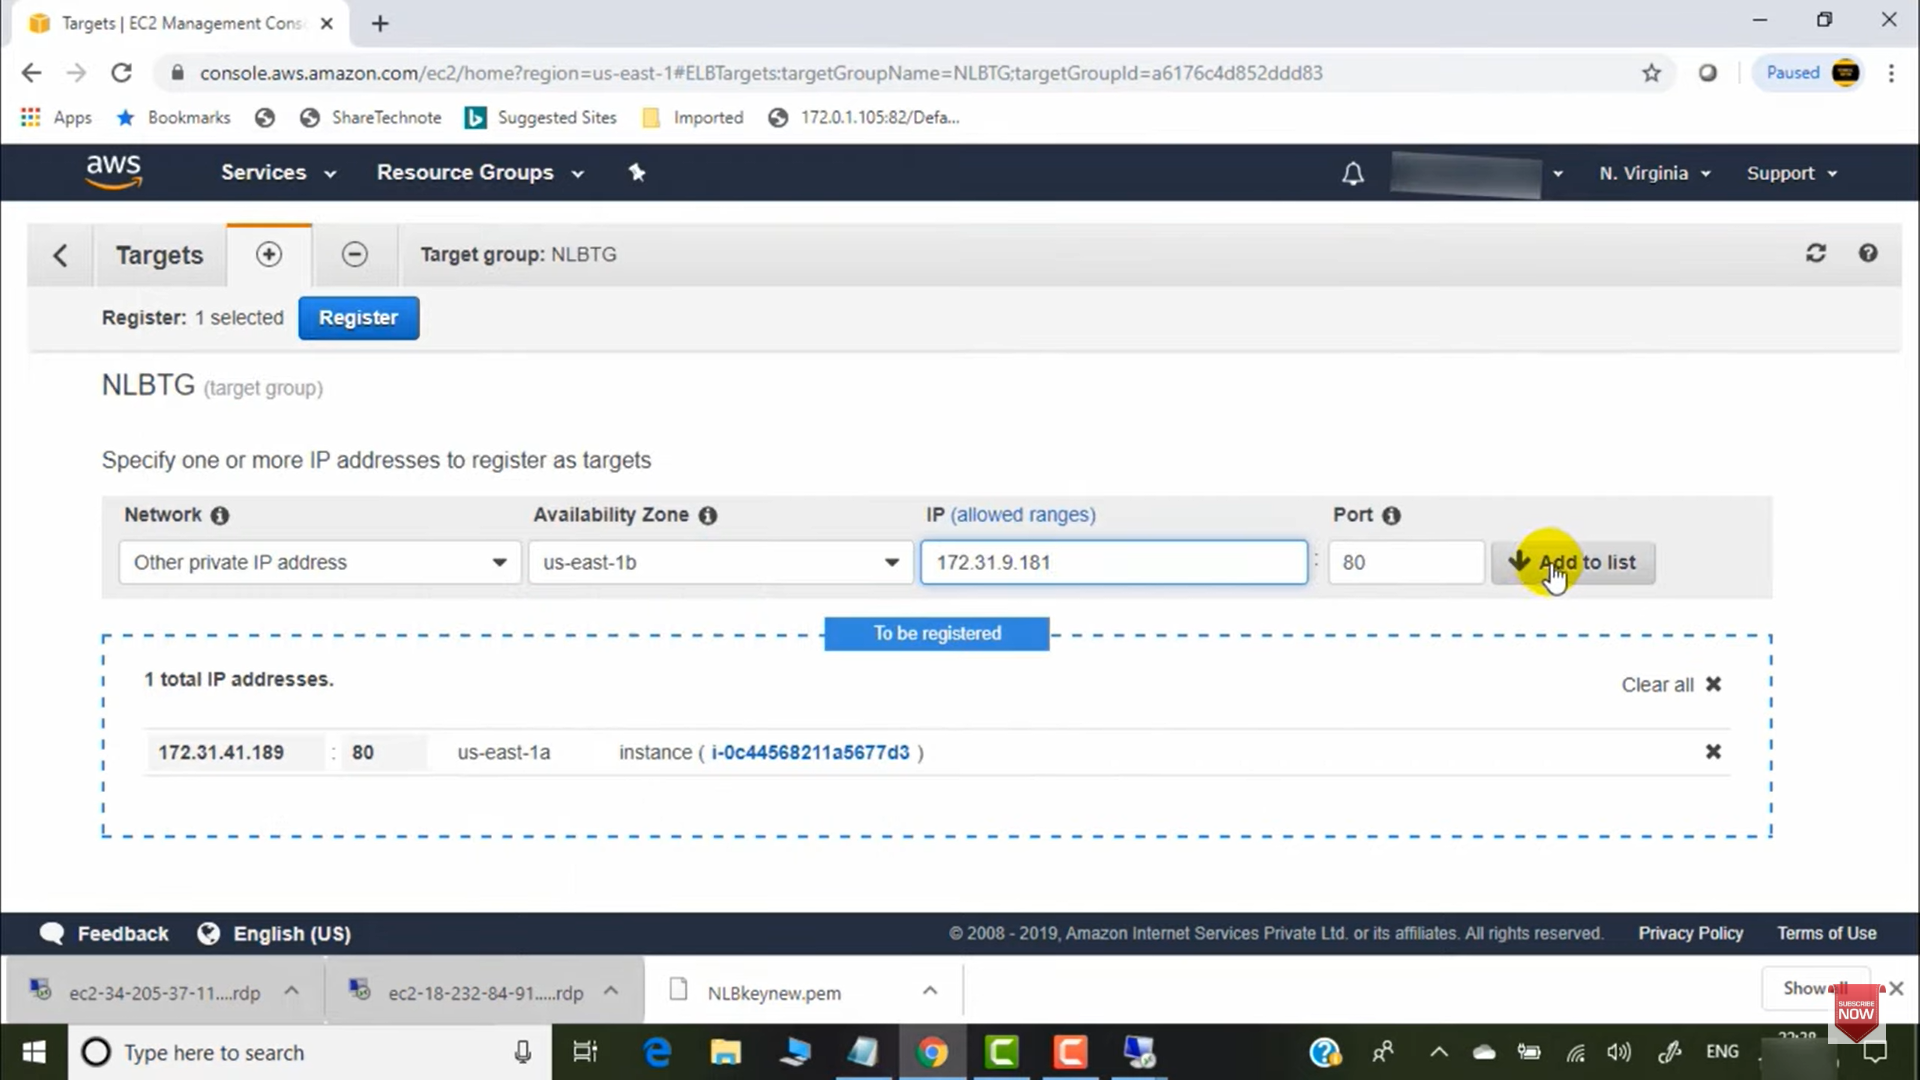 Targets | EC2 Management Cons
console.aws.amazon.com/ec2/home?region=us-east-1#ELBTargets:targetGroupName=NLBTG;targetGroupId=a6176c4d852ddd83
Paused
Apps
Bookmarks
ShareTechnote
Suggested Sites
Imported
172.0.1.105:82/Defa...
aws
Services
Resource Groups
N. Virginia
Support
Targets
Target group: NLBTG
Register: 1 selected
Register
NLBTG (target group)
Specify one or more IP addresses to register as targets
Network
Availability Zone
IP (allowed ranges)
Port
Other private IP address
us-east-1b
172.31.9.181
:
80
Add to list
To be registered
1 total IP addresses.
Clear all
172.31.41.189 : 80 us-east-1a instance ( i-0c44568211a5677d3 )
Feedback
English (US)
© 2008 - 2019, Amazon Internet Services Private Ltd. or its affiliates. All rights reserved.
Privacy Policy
Terms of Use
ec2-34-205-37-11....rdp
ec2-18-232-84-91.....rdp
NLBkeynew.pem
Show
SUBSCRIBE
NOW
Type here to search
ENG